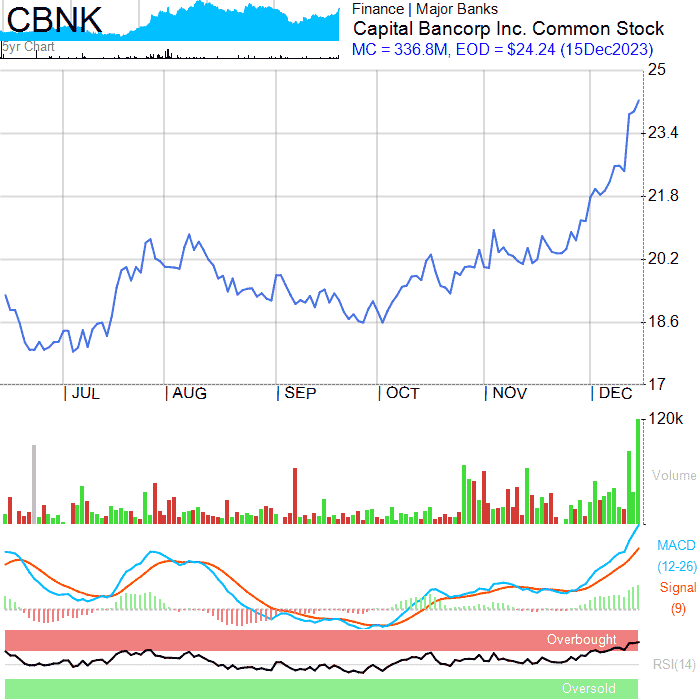 CBNK
5yr Chart
Finance | Major Banks
Capital Bancorp Inc. Common Stock
MC = 336.8M, EOD = $24.24 (15Dec2023)
25
23.4
21.8
20.2
18.6
17
| JUL | AUG | SEP | OCT | NOV | DEC
120k
Volume
MACD
(12-26)
Signal
(9)
Overbought
RSI(14)
Oversold